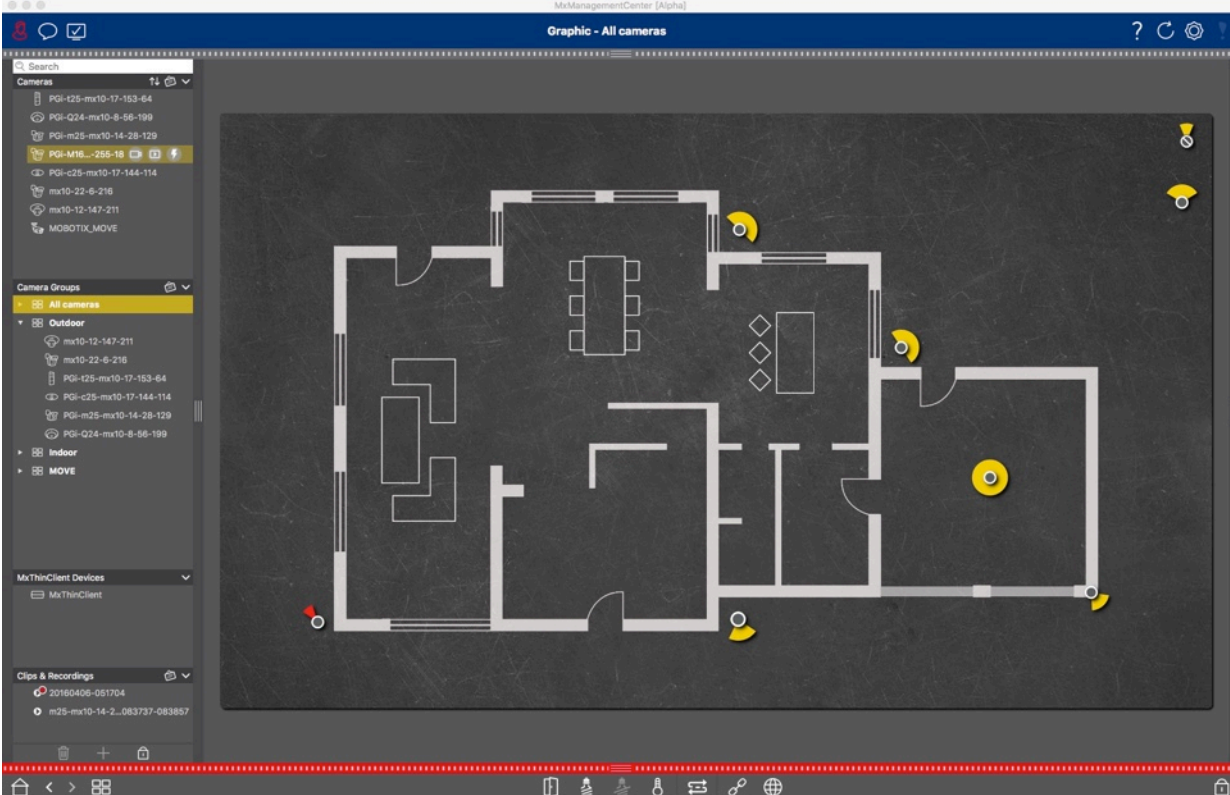 MxManagementCenter [Alpha]
Graphic - All cameras
Search
Cameras
PGi-t25-mx10-17-153-64
PGi-Q24-mx10-8-56-199
PGi-m25-mx10-14-28-129
PGi-M16...-255-18
PGi-c25-mx10-17-144-114
mx10-22-6-216
mx10-12-147-211
MOBOTIX_MOVE
Camera Groups
All cameras
Outdoor
mx10-12-147-211
mx10-22-6-216
PGi-t25-mx10-17-153-64
PGi-c25-mx10-17-144-114
PGi-m25-mx10-14-28-129
PGi-Q24-mx10-8-56-199
Indoor
MOVE
MxThinClient Devices
MxThinClient
Clips & Recordings
20160406-051704
m25-mx10-14-2...083737-083857